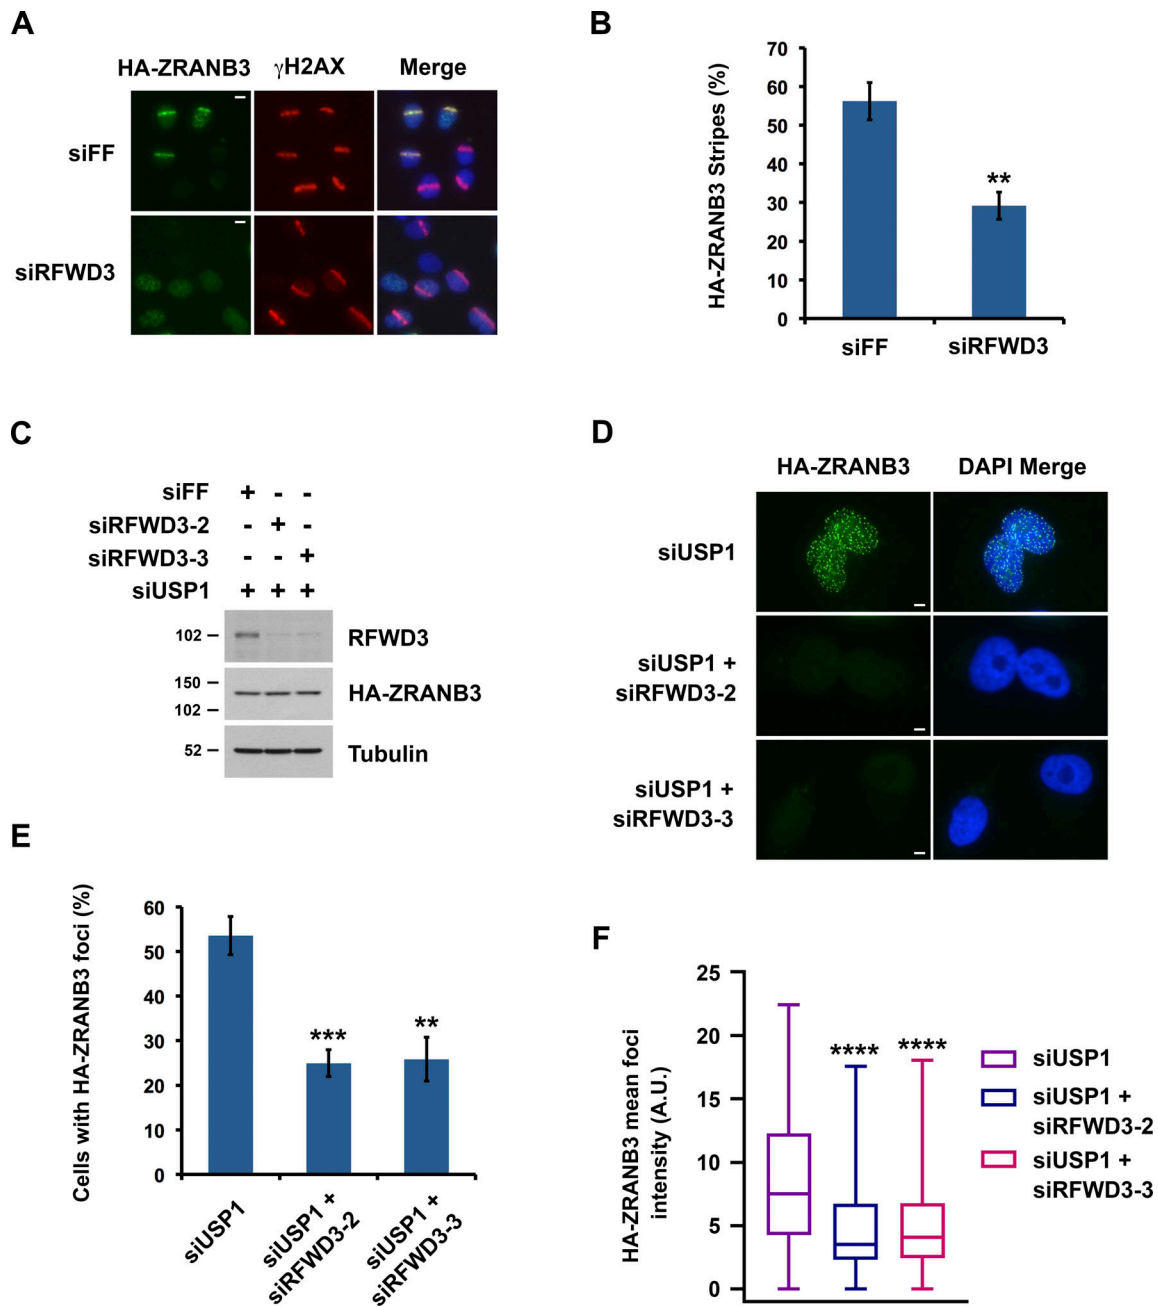 A
HA-ZRANB3 γH2AX Merge
siFF
siRFWD3
B
HA-ZRANB3 Stripes (%)
70
60
50
40
30
20
10
0
**
siFF siRFWD3
C
siFF + - -
siRFWD3-2 - + -
siRFWD3-3 - - +
siUSP1 + + +
102 RFWD3
150
HA-ZRANB3
102
52 Tubulin
D
HA-ZRANB3 DAPI Merge
siUSP1
siUSP1 +
siRFWD3-2
siUSP1 +
siRFWD3-3
E
Cells with HA-ZRANB3 foci (%)
60
50
40
30
20
10
0
*** **
siUSP1
siUSP1 +
siRFWD3-2
siUSP1 +
siRFWD3-3
F
HA-ZRANB3 mean foci
intensity (A.U.)
25
20
15
10
5
0
**** ****
siUSP1
siUSP1 +
siRFWD3-2
siUSP1 +
siRFWD3-3